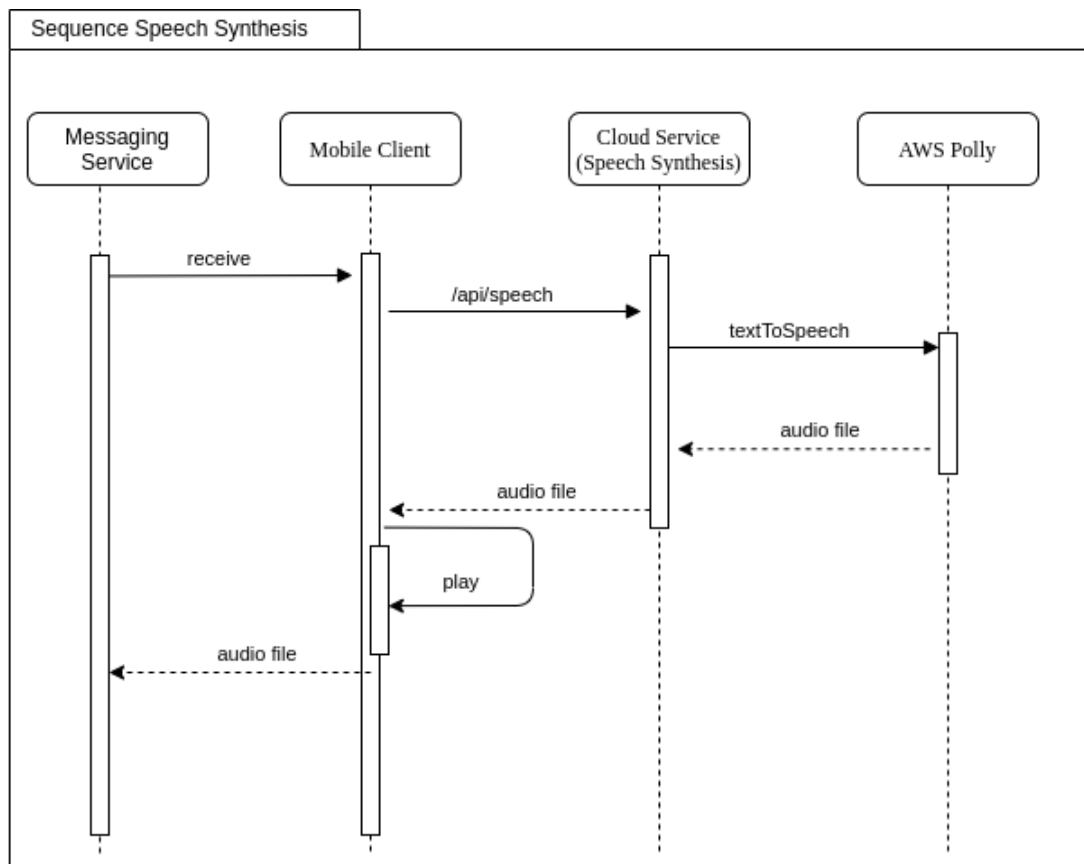 Sequence Speech Synthesis
Messaging
Service
Mobile Client
Cloud Service
(Speech Synthesis)
AWS Polly
receive
/api/speech
textToSpeech
audio file
audio file
play
audio file